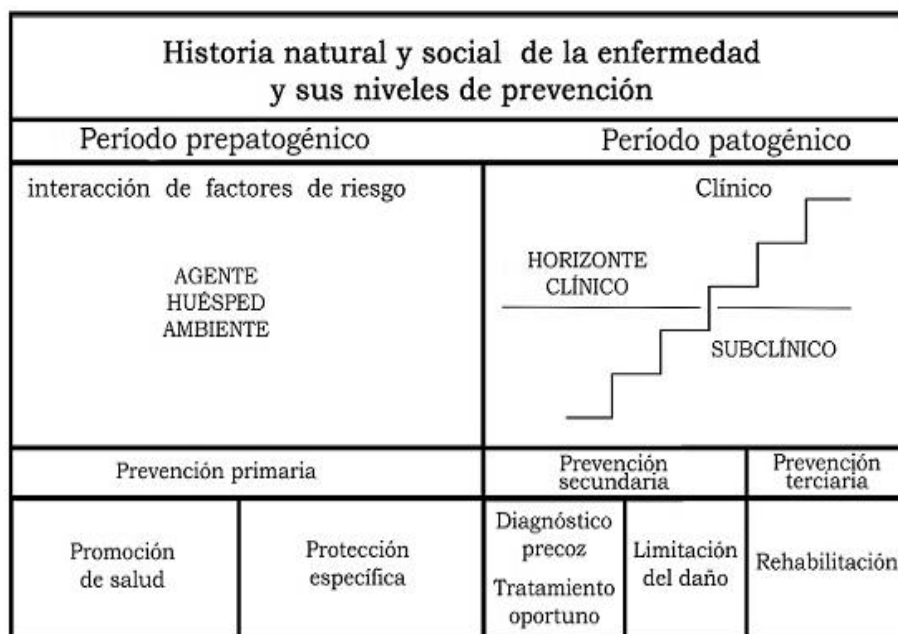 Historia natural y social de la enfermedad
y sus niveles de prevención
Período prepatogénico
Período patogénico
interacción de factores de riesgo
AGENTE
HUÉSPED
AMBIENTE
Clínico
HORIZONTE
CLÍNICO
SUBCLÍNICO
Prevención primaria
Prevención
secundaria
Prevención
terciaria
Promoción
de salud
Protección
específica
Diagnóstico
precoz
Tratamiento
oportuno
Limitación
del daño
Rehabilitación